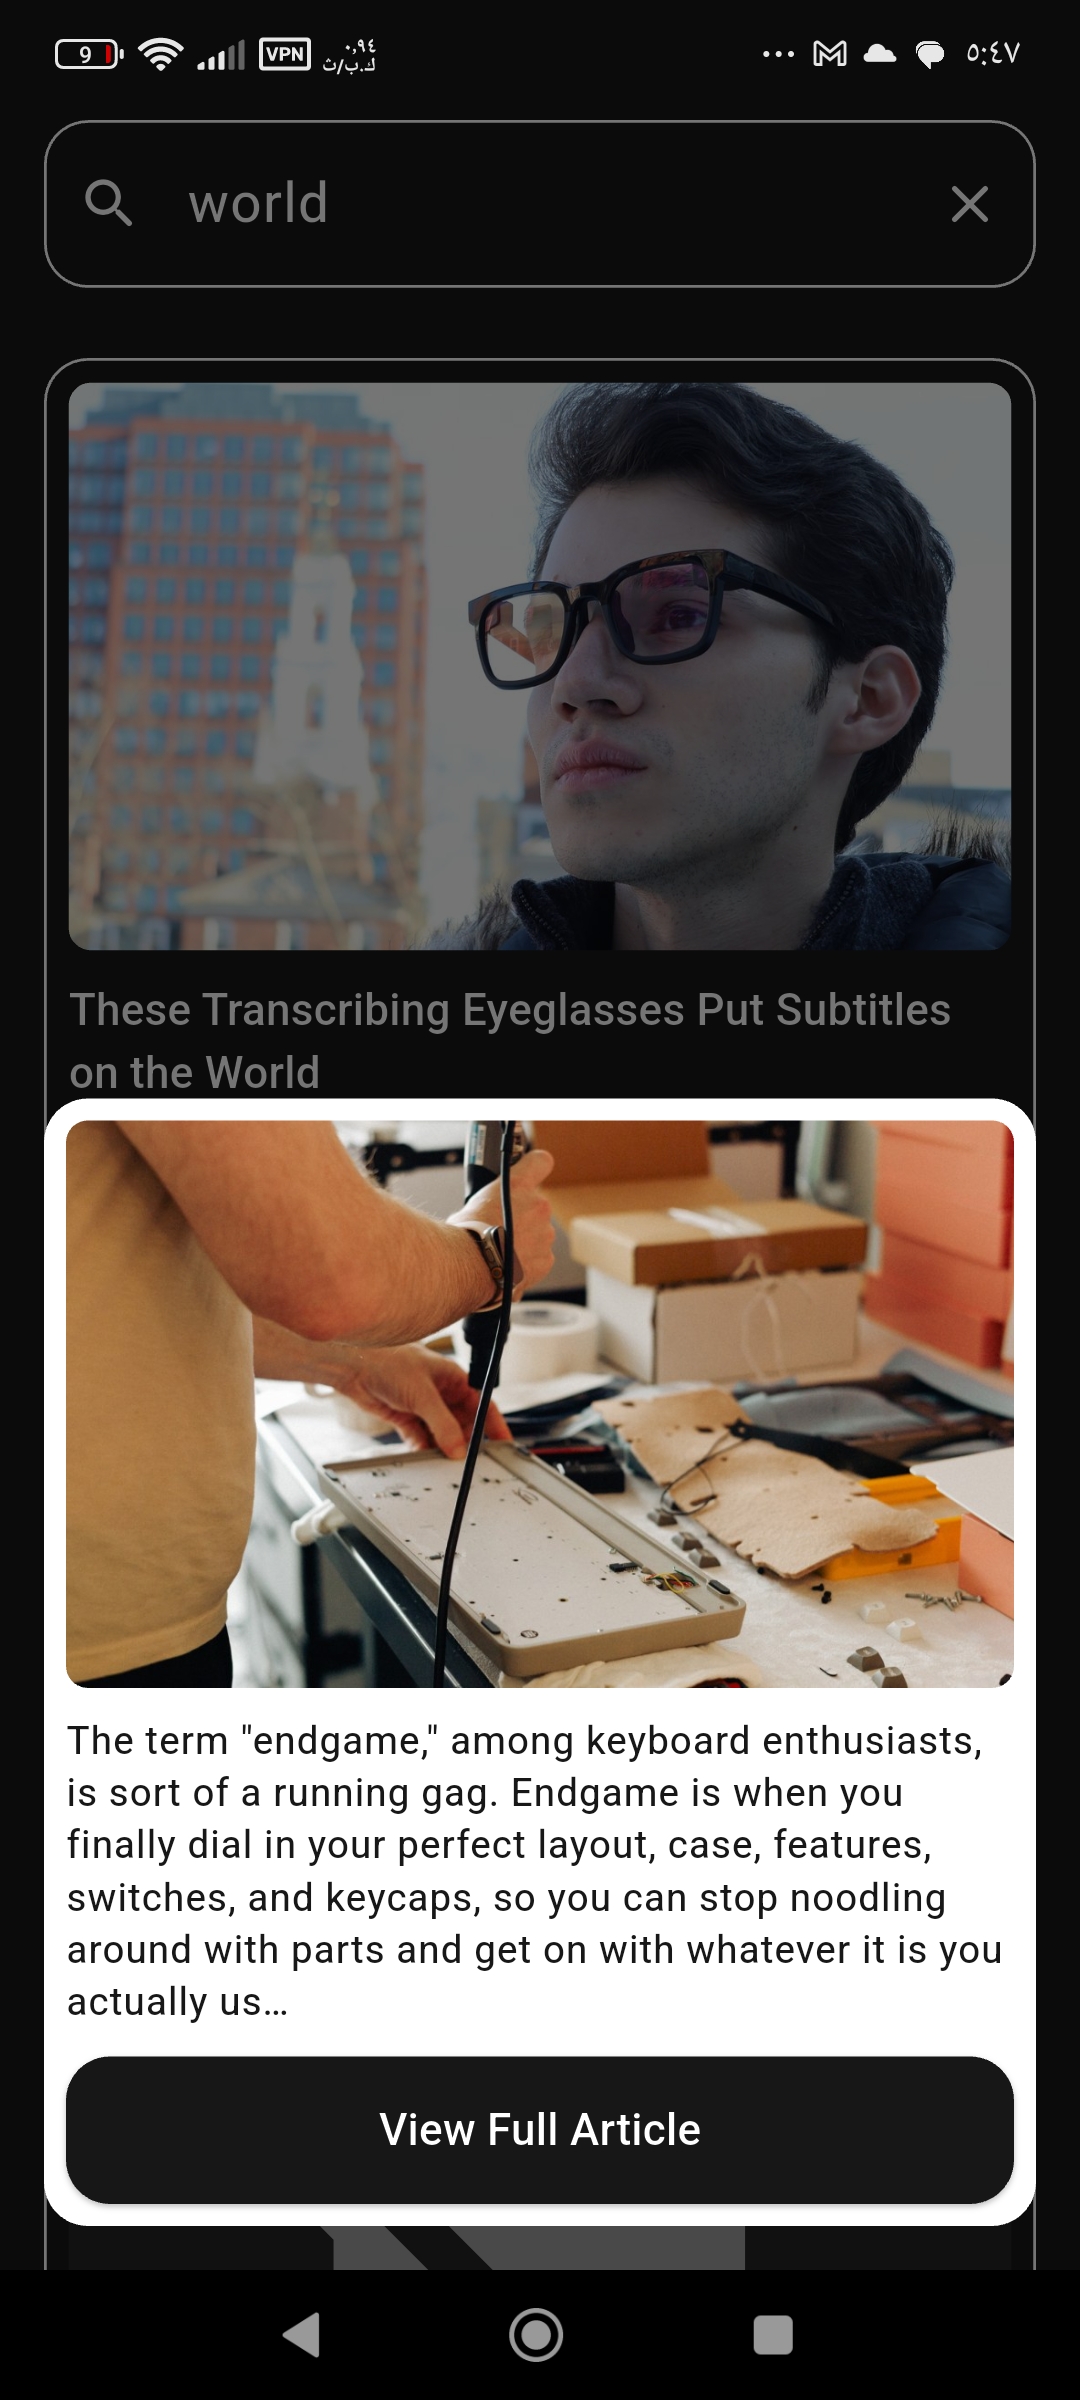 9
VPN
٠,٩٤
ك.ب/ث
٥:٤٧
world
These Transcribing Eyeglasses Put Subtitles
on the World
The term "endgame," among keyboard enthusiasts,
is sort of a running gag. Endgame is when you
finally dial in your perfect layout, case, features,
switches, and keycaps, so you can stop noodling
around with parts and get on with whatever it is you
actually us…
View Full Article